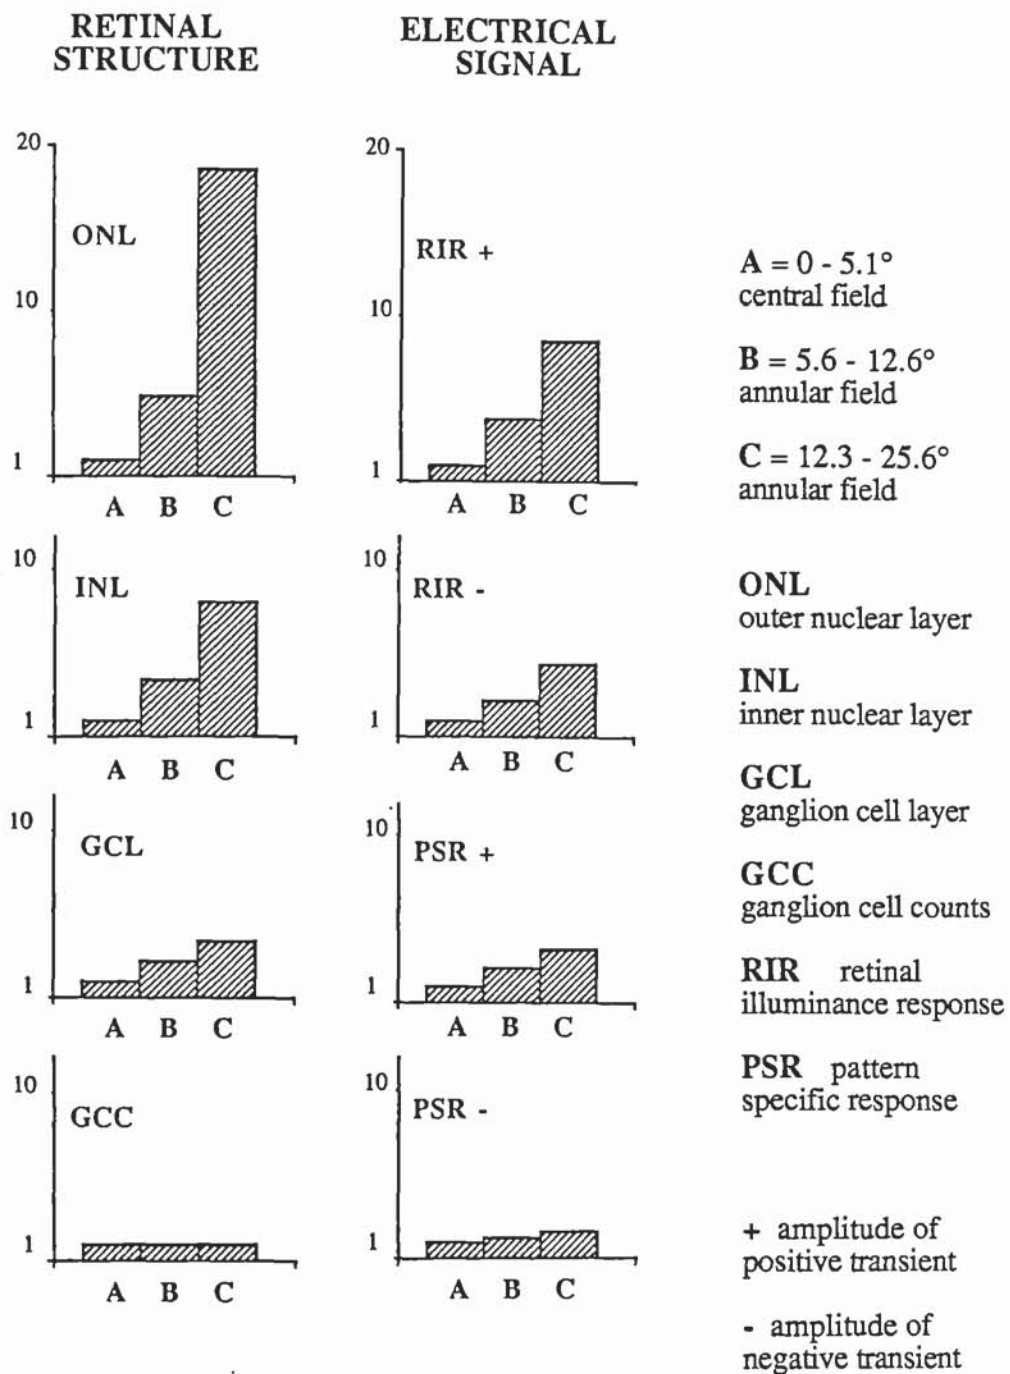 RETINAL
STRUCTURE
ELECTRICAL
SIGNAL
20
10
1
ONL
A B C
20
10
1
RIR +
A B C
10
1
INL
A B C
10
1
RIR -
A B C
10
1
GCL
A B C
10
1
PSR +
A B C
10
1
GCC
A B C
10
1
PSR -
A B C
A = 0 - 5.1°
central field
B = 5.6 - 12.6°
annular field
C = 12.3 - 25.6°
annular field
ONL
outer nuclear layer
INL
inner nuclear layer
GCL
ganglion cell layer
GCC
ganglion cell counts
RIR retinal
illuminance response
PSR pattern
specific response
+ amplitude of
positive transient
- amplitude of
negative transient